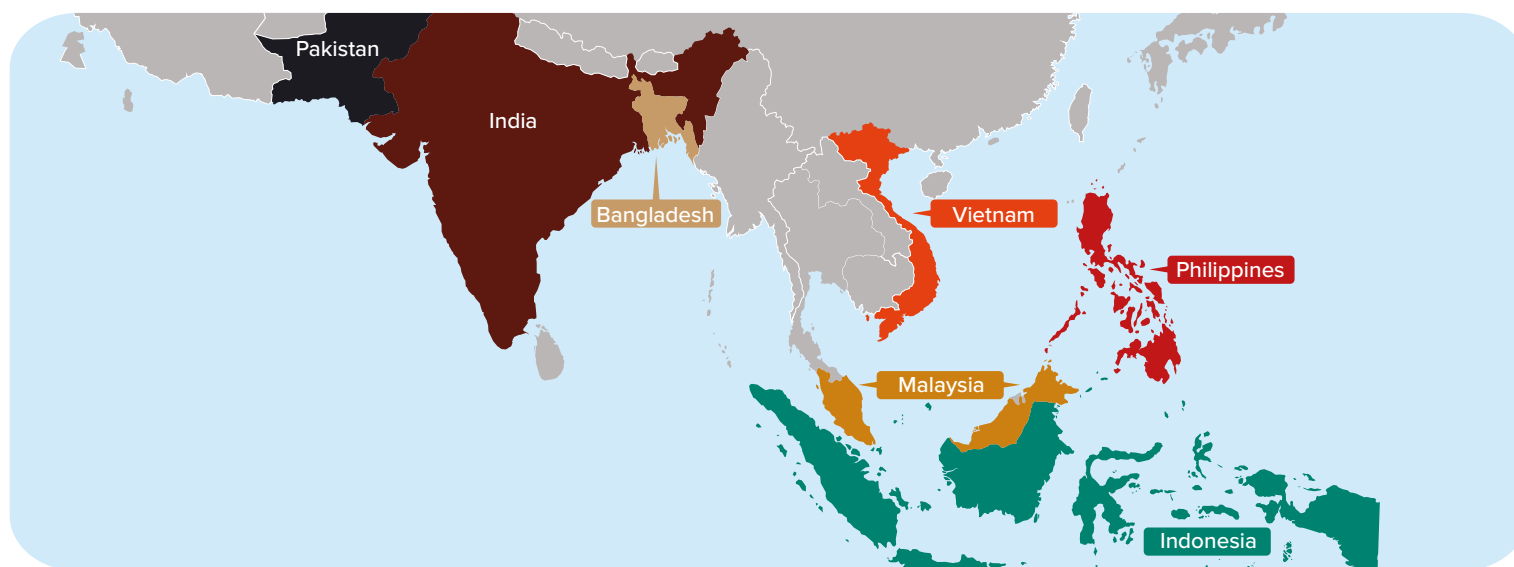 Pakistan
India
Bangladesh
Vietnam
Philippines
Malaysia
Indonesia